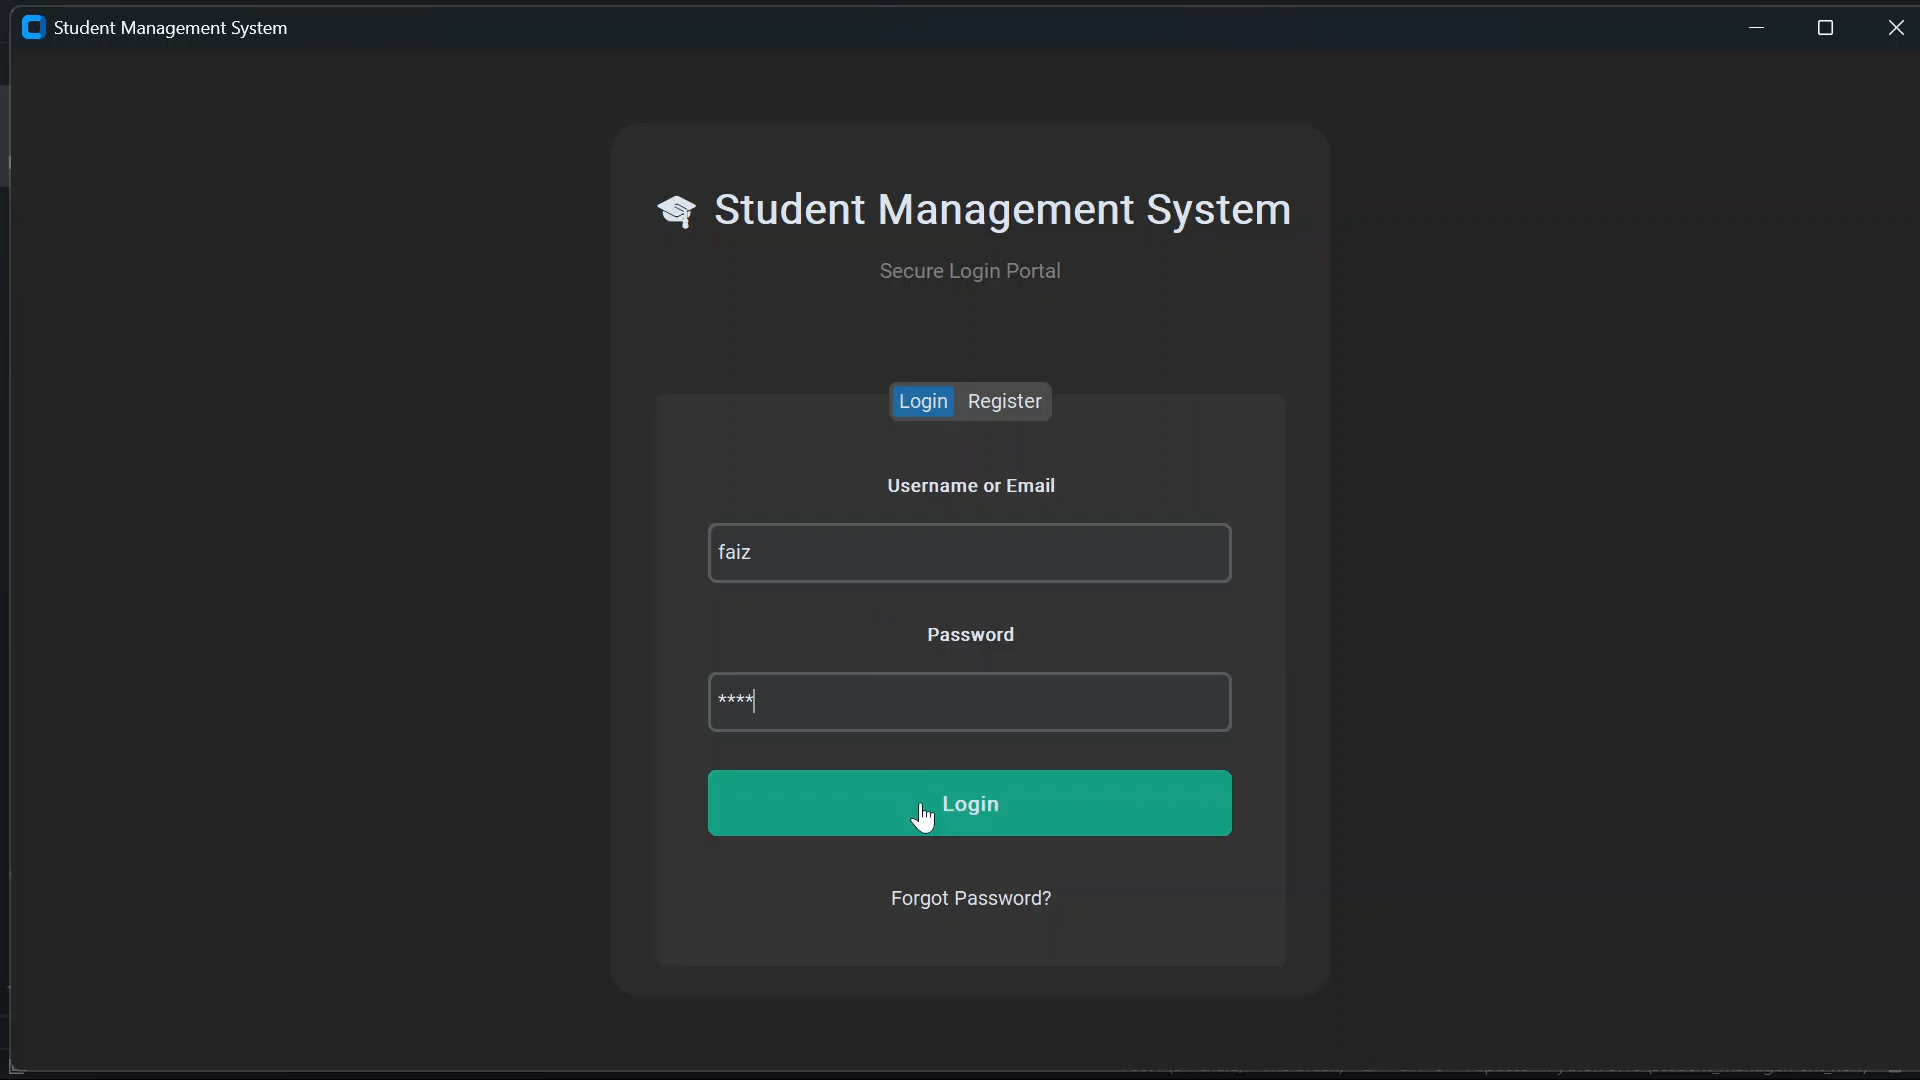 Student Management System
Student Management System
Secure Login Portal
Login Register
Username or Email
faiz
Password
****
Login
Forgot Password?